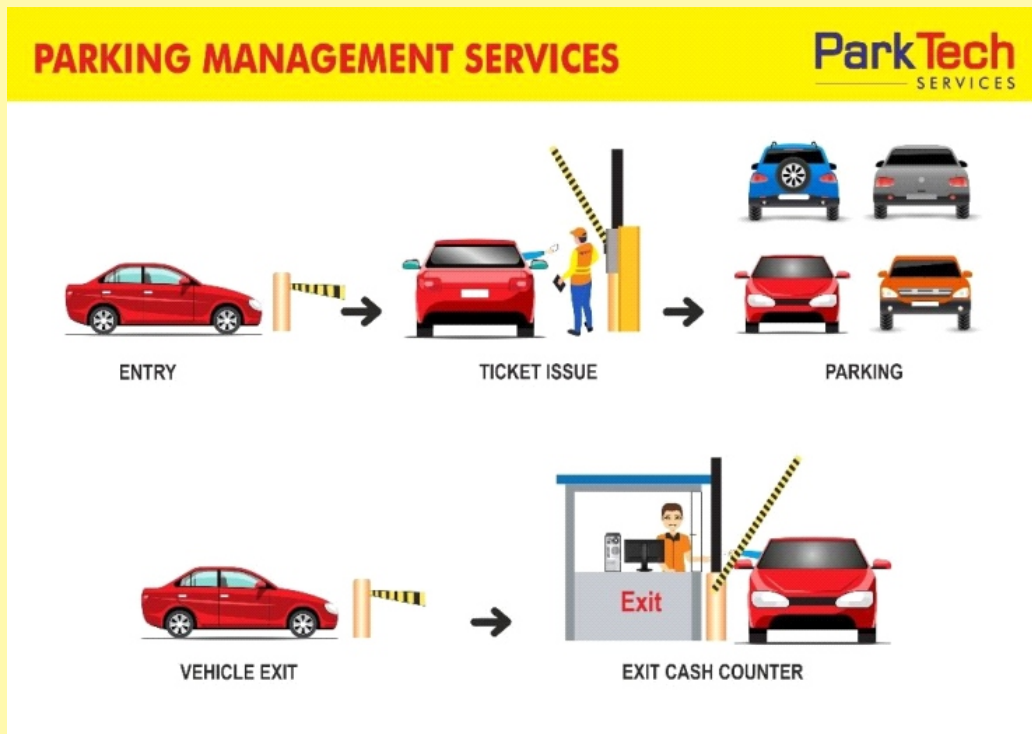 PARKING MANAGEMENT SERVICES
ParkTech
SERVICES
ENTRY
TICKET ISSUE
PARKING
Exit
VEHICLE EXIT
EXIT CASH COUNTER